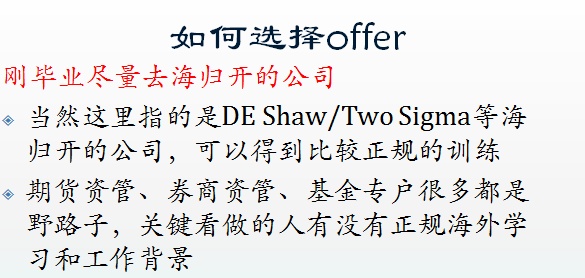 如何选择offer
刚毕业尽量去海归开的公司
当然这里指的是DE Shaw/Two Sigma等海
归开的公司，可以得到比较正规的训练
期货资管、券商资管、基金专户很多都是
野路子，关键看做的人有没有正规海外学
习和工作背景